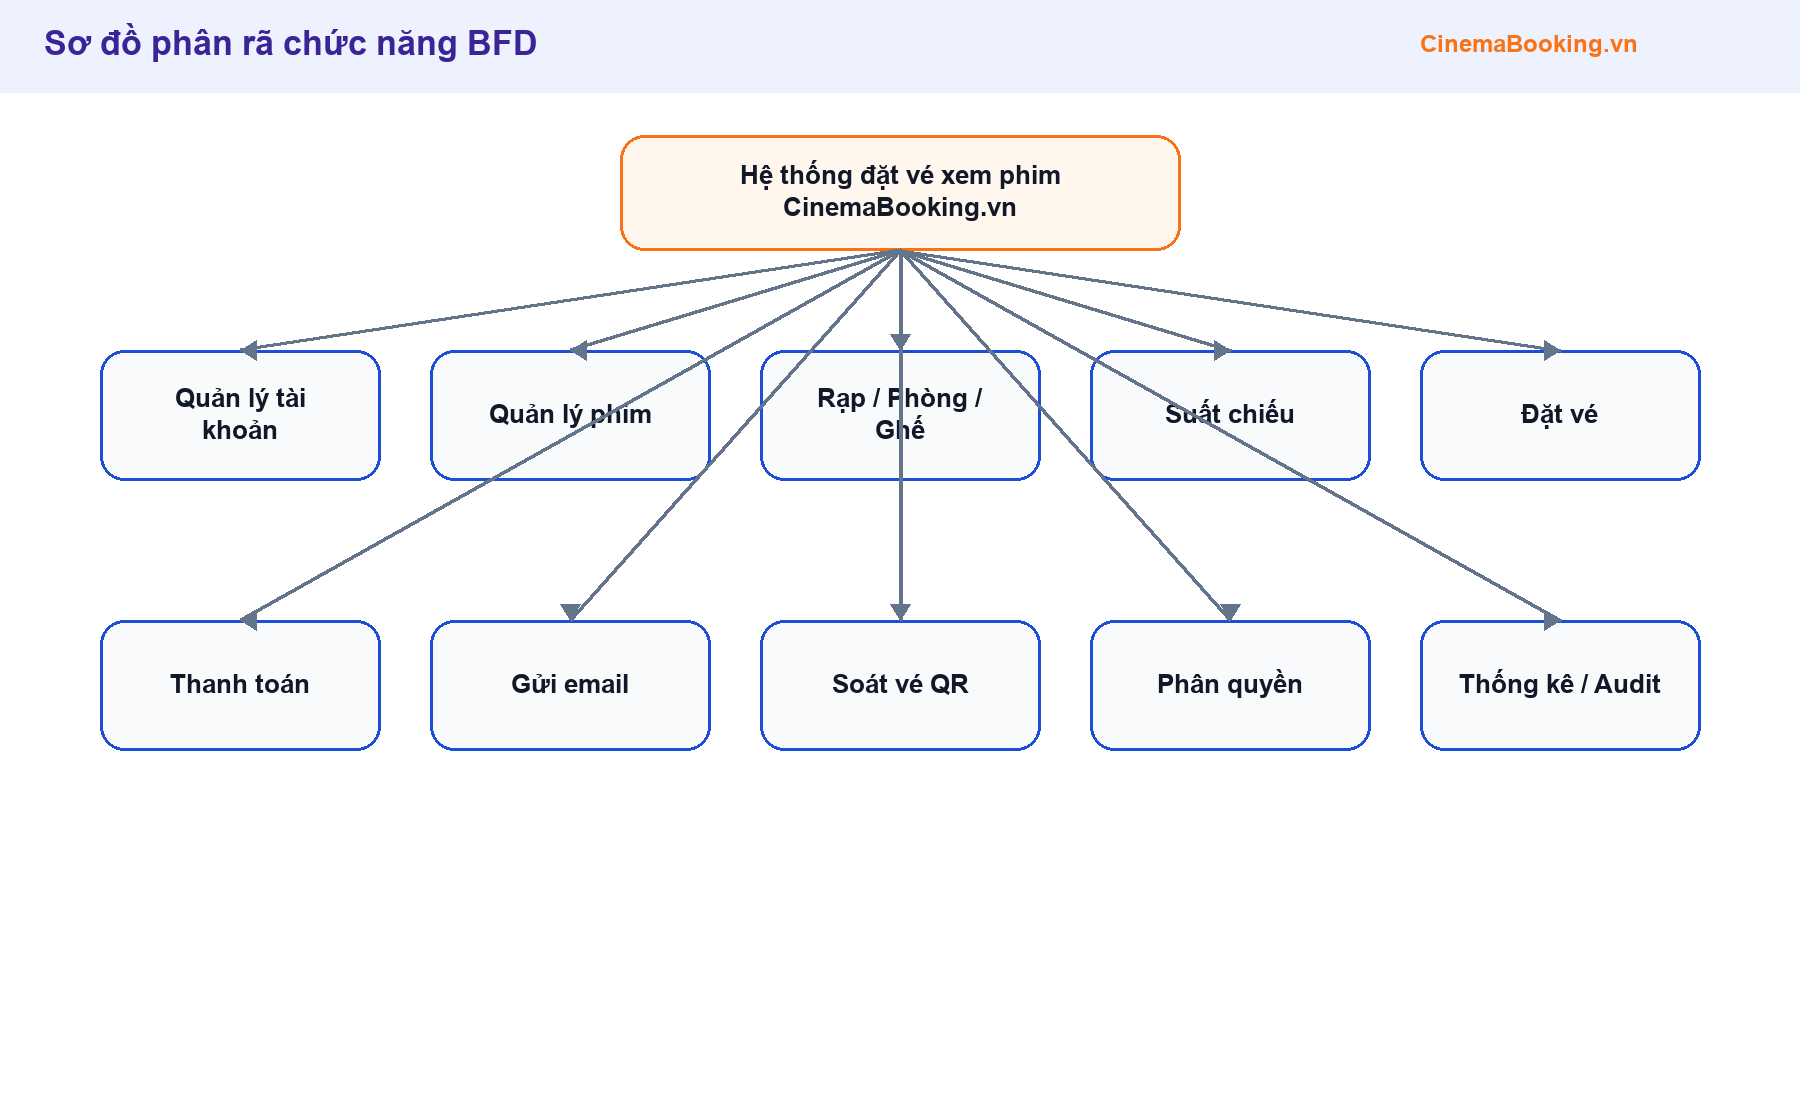 Sơ đồ phân rã chức năng BFD
CinemaBooking.vn
Hệ thống đặt vé xem phim
CinemaBooking.vn
Quản lý tài
khoản
Quản lý phim
Rạp / Phòng /
Ghế
Suất chiếu
Đặt vé
Thanh toán
Gửi email
Soát vé QR
Phân quyền
Thống kê / Audit